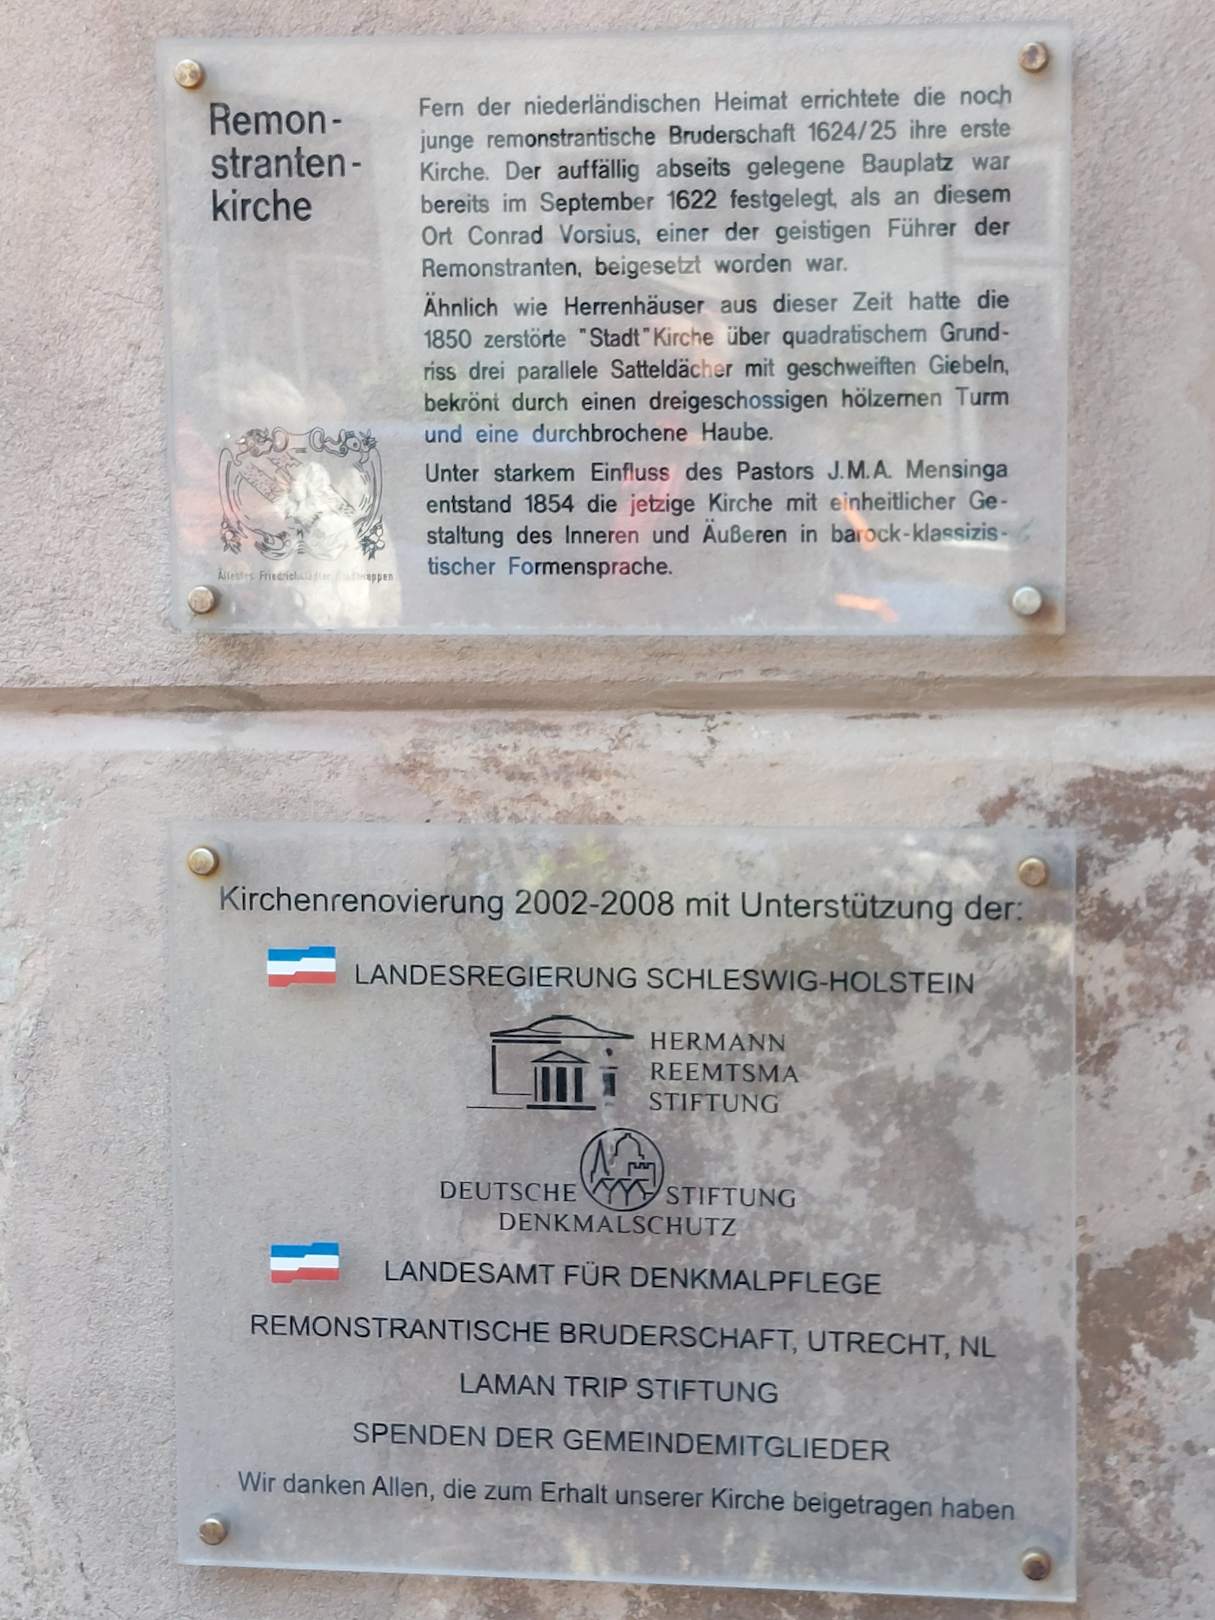 Remon-
stranten-
kirche
Fern der niederländischen Heimat errichtete die noch
junge remonstrantische Bruderschaft 1624/25 ihre erste
Kirche. Der auffällig abseits gelegene Bauplatz war
bereits im September 1622 festgelegt, als an diesem
Ort Conrad Vorsius, einer der geistigen Führer der
Remonstranten, beigesetzt worden war.
Ähnlich wie Herrenhäuser aus dieser Zeit hatte die
1850 zerstörte "Stadt" Kirche über quadratischem Grund-
riss drei parallele Satteldächer mit geschweiften Giebeln,
bekrönt durch einen dreigeschossigen hölzernen Turm
und eine durchbrochene Haube.
Unter starkem Einfluss des Pastors J.M.A. Mensinga
entstand 1854 die jetzige Kirche mit einheitlicher Ge-
staltung des Inneren und Äußeren in barock-klassizis-
tischer Formensprache.
Ältestes Friedrichstädter Stadtwappen
Kirchenrenovierung 2002-2008 mit Unterstützung der:
LANDESREGIERUNG SCHLESWIG-HOLSTEIN
HERMANN
REEMTSMA
STIFTUNG
DEUTSCHE STIFTUNG
DENKMALSCHUTZ
LANDESAMT FÜR DENKMALPFLEGE
REMONSTRANTISCHE BRUDERSCHAFT, UTRECHT, NL
LAMAN TRIP STIFTUNG
SPENDEN DER GEMEINDEMITGLIEDER
Wir danken Allen, die zum Erhalt unserer Kirche beigetragen haben